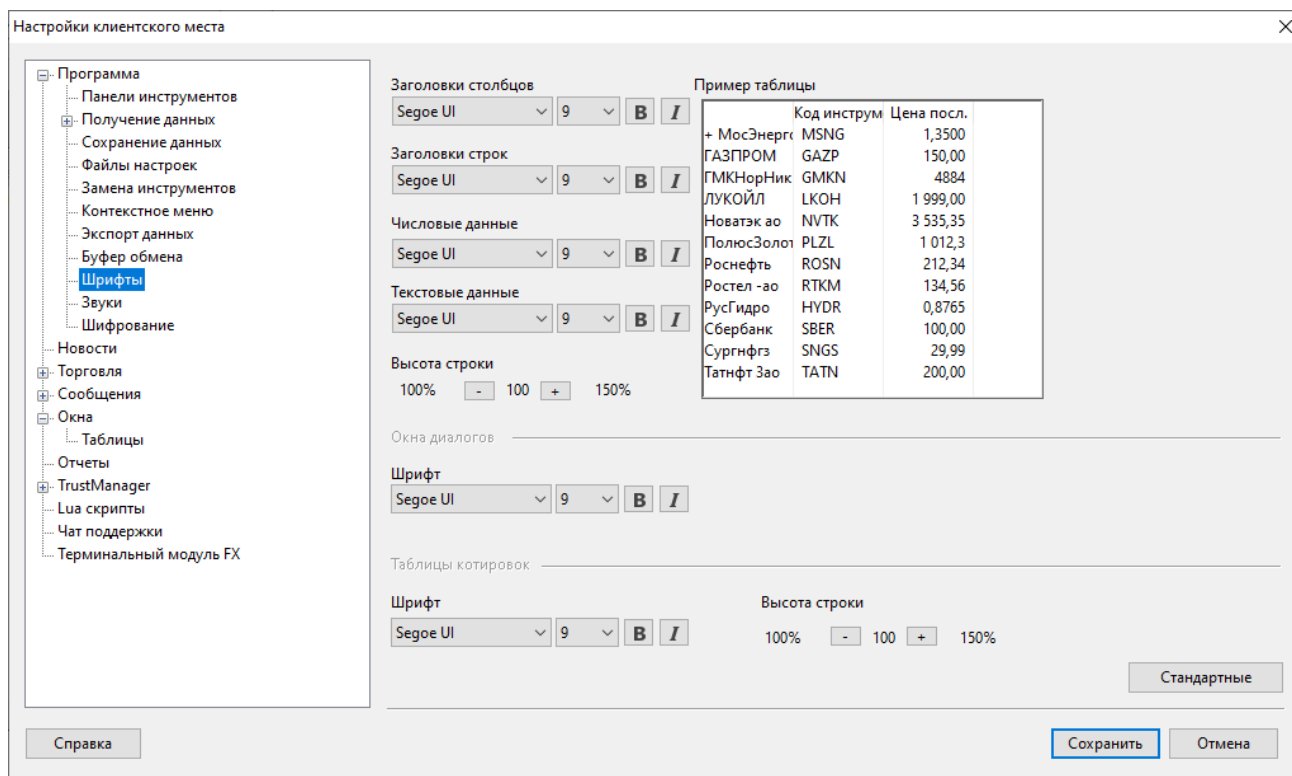 Настройки клиентского места
Программа
Панели инструментов
Получение данных
Сохранение данных
Файлы настроек
Замена инструментов
Контекстное меню
Экспорт данных
Буфер обмена
Шрифты
Звуки
Шифрование
Новости
Торговля
Сообщения
Окна
Таблицы
Отчеты
TrustManager
Lua скрипты
Чат поддержки
Терминальный модуль FX
Заголовки столбцов
Segoe UI 9 B I
Заголовки строк
Segoe UI 9 B I
Числовые данные
Segoe UI 9 B I
Текстовые данные
Segoe UI 9 B I
Высота строки
100% - 100 + 150%
Пример таблицы
Код инструм Цена посл.
+ МосЭнерго MSNG 1,3500
ГАЗПРОМ GAZP 150,00
ГМКНорНик GMKN 4884
ЛУКОЙЛ LKOH 1 999,00
Новатэк ао NVTK 3 535,35
ПолюсЗолот PLZL 1 012,3
Роснефть ROSN 212,34
Ростел -ао RTKM 134,56
РусГидро HYDR 0,8765
Сбербанк SBER 100,00
Сургнфгз SNGS 29,99
Татнфт 3ао TATN 200,00
Окна диалогов
Шрифт
Segoe UI 9 B I
Таблицы котировок
Шрифт
Segoe UI 9 B I
Высота строки
100% - 100 + 150%
Стандартные
Справка
Сохранить
Отмена